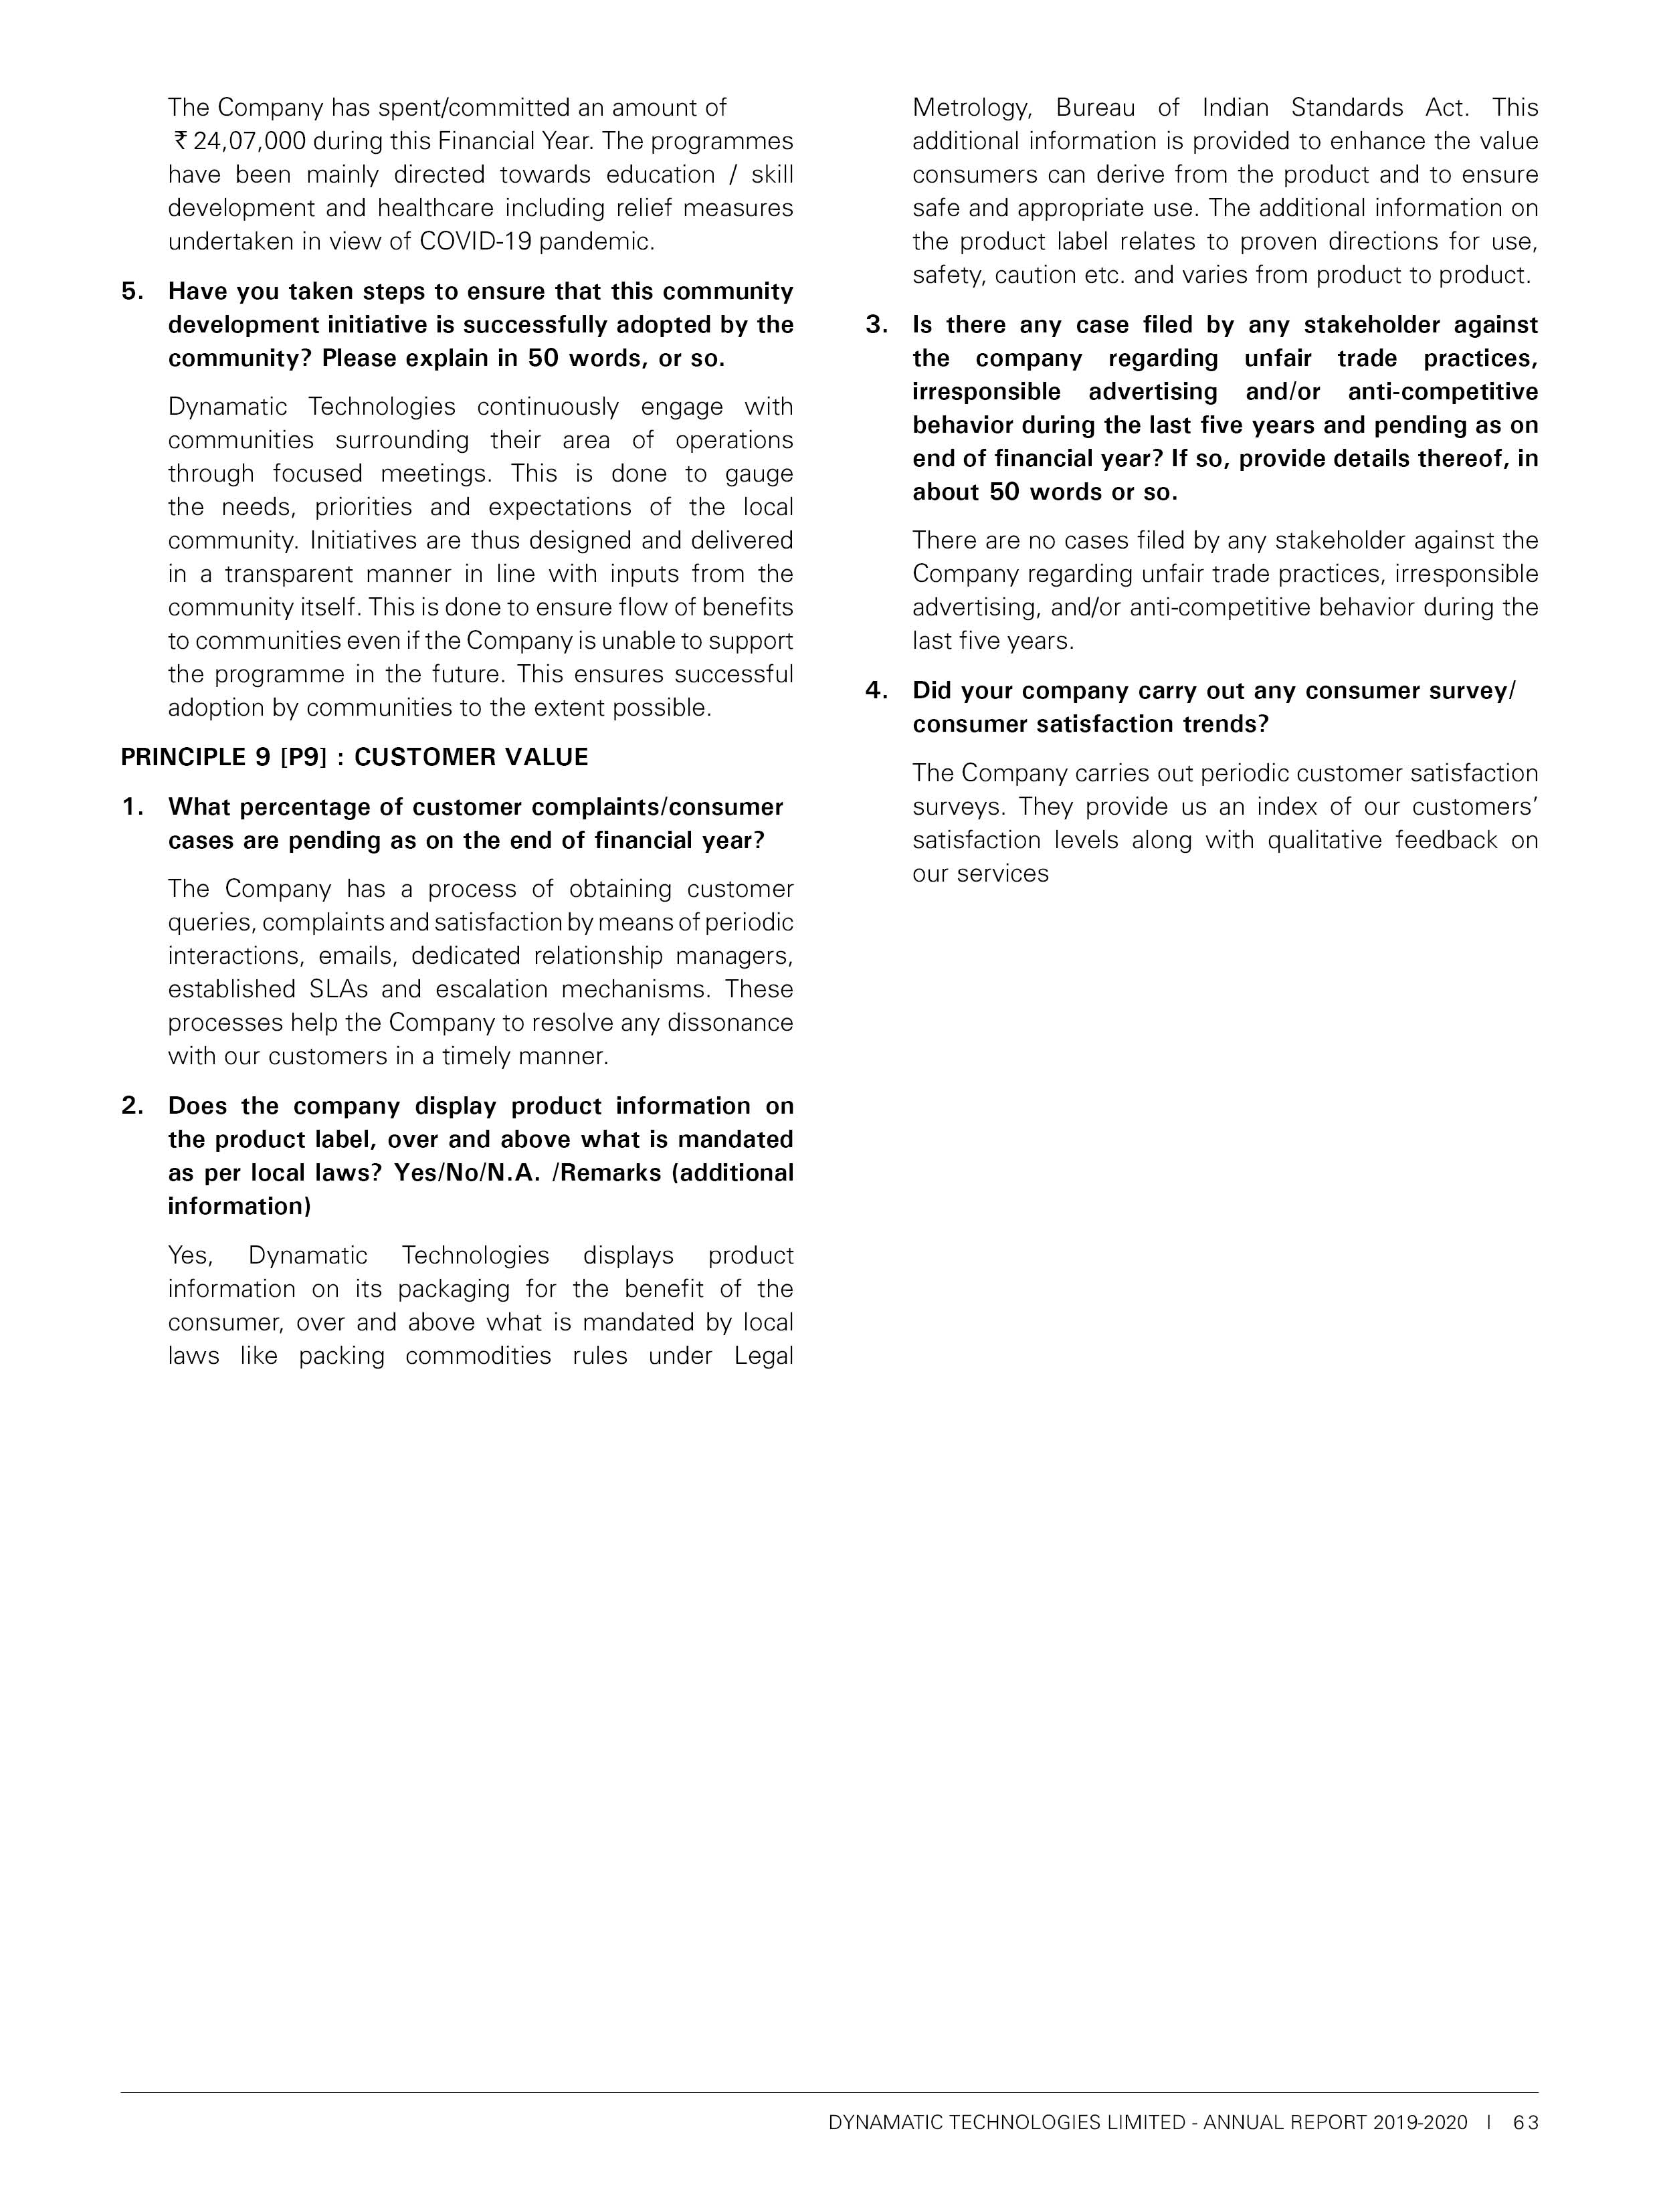 The Company has spent/committed an amount of
₹ 24,07,000 during this Financial Year. The programmes
have been mainly directed towards education / skill
development and healthcare including relief measures
undertaken in view of COVID-19 pandemic.
5. Have you taken steps to ensure that this community
development initiative is successfully adopted by the
community? Please explain in 50 words, or so.
Dynamatic Technologies continuously engage with
communities surrounding their area of operations
through focused meetings. This is done to gauge
the needs, priorities and expectations of the local
community. Initiatives are thus designed and delivered
in a transparent manner in line with inputs from the
community itself. This is done to ensure flow of benefits
to communities even if the Company is unable to support
the programme in the future. This ensures successful
adoption by communities to the extent possible.
PRINCIPLE 9 [P9] : CUSTOMER VALUE
1. What percentage of customer complaints/consumer
cases are pending as on the end of financial year?
The Company has a process of obtaining customer
queries, complaints and satisfaction by means of periodic
interactions, emails, dedicated relationship managers,
established SLAs and escalation mechanisms. These
processes help the Company to resolve any dissonance
with our customers in a timely manner.
2. Does the company display product information on
the product label, over and above what is mandated
as per local laws? Yes/No/N.A. /Remarks (additional
information)
Yes, Dynamatic Technologies displays product
information on its packaging for the benefit of the
consumer, over and above what is mandated by local
laws like packing commodities rules under Legal
Metrology, Bureau of Indian Standards Act. This
additional information is provided to enhance the value
consumers can derive from the product and to ensure
safe and appropriate use. The additional information on
the product label relates to proven directions for use,
safety, caution etc. and varies from product to product.
3. Is there any case filed by any stakeholder against
the company regarding unfair trade practices,
irresponsible advertising and/or anti-competitive
behavior during the last five years and pending as on
end of financial year? If so, provide details thereof, in
about 50 words or so.
There are no cases filed by any stakeholder against the
Company regarding unfair trade practices, irresponsible
advertising, and/or anti-competitive behavior during the
last five years.
4. Did your company carry out any consumer survey/
consumer satisfaction trends?
The Company carries out periodic customer satisfaction
surveys. They provide us an index of our customers’
satisfaction levels along with qualitative feedback on
our services
DYNAMATIC TECHNOLOGIES LIMITED - ANNUAL REPORT 2019-2020 | 63